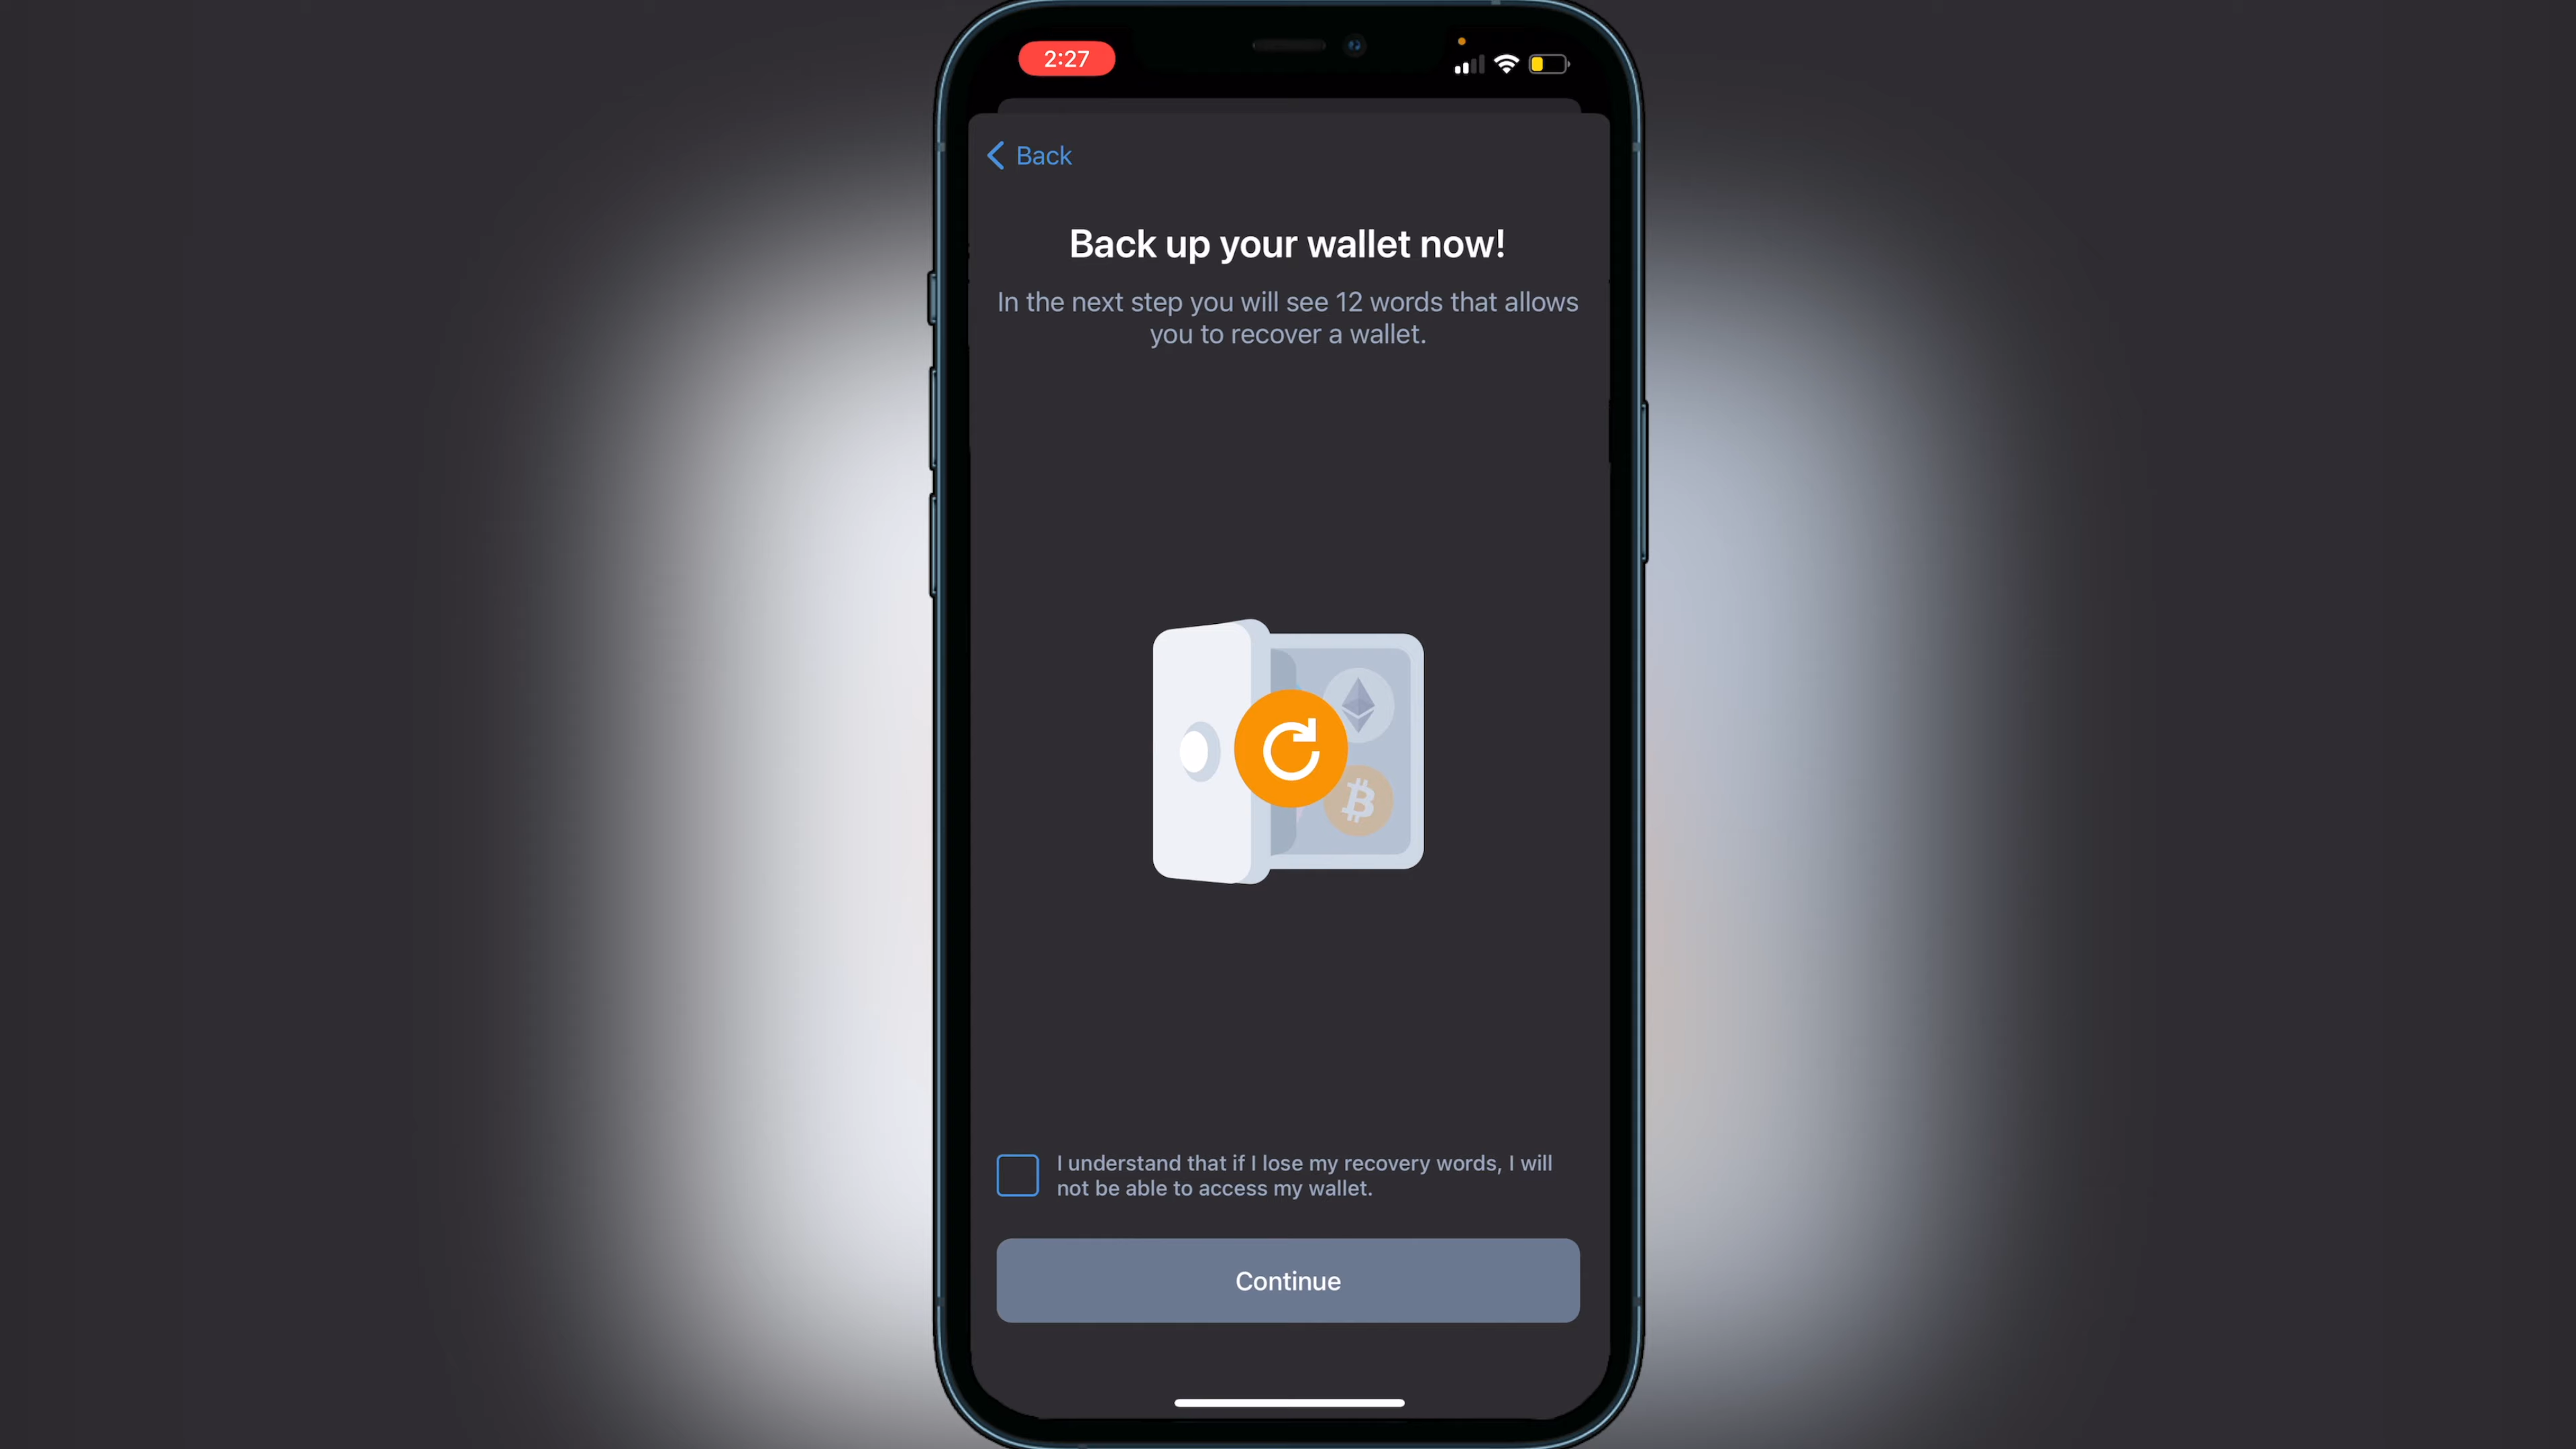 2:27
Back
Back up your wallet now!
In the next step you will see 12 words that allows
you to recover a wallet.
I understand that if I lose my recovery words, I will
not be able to access my wallet.
Continue